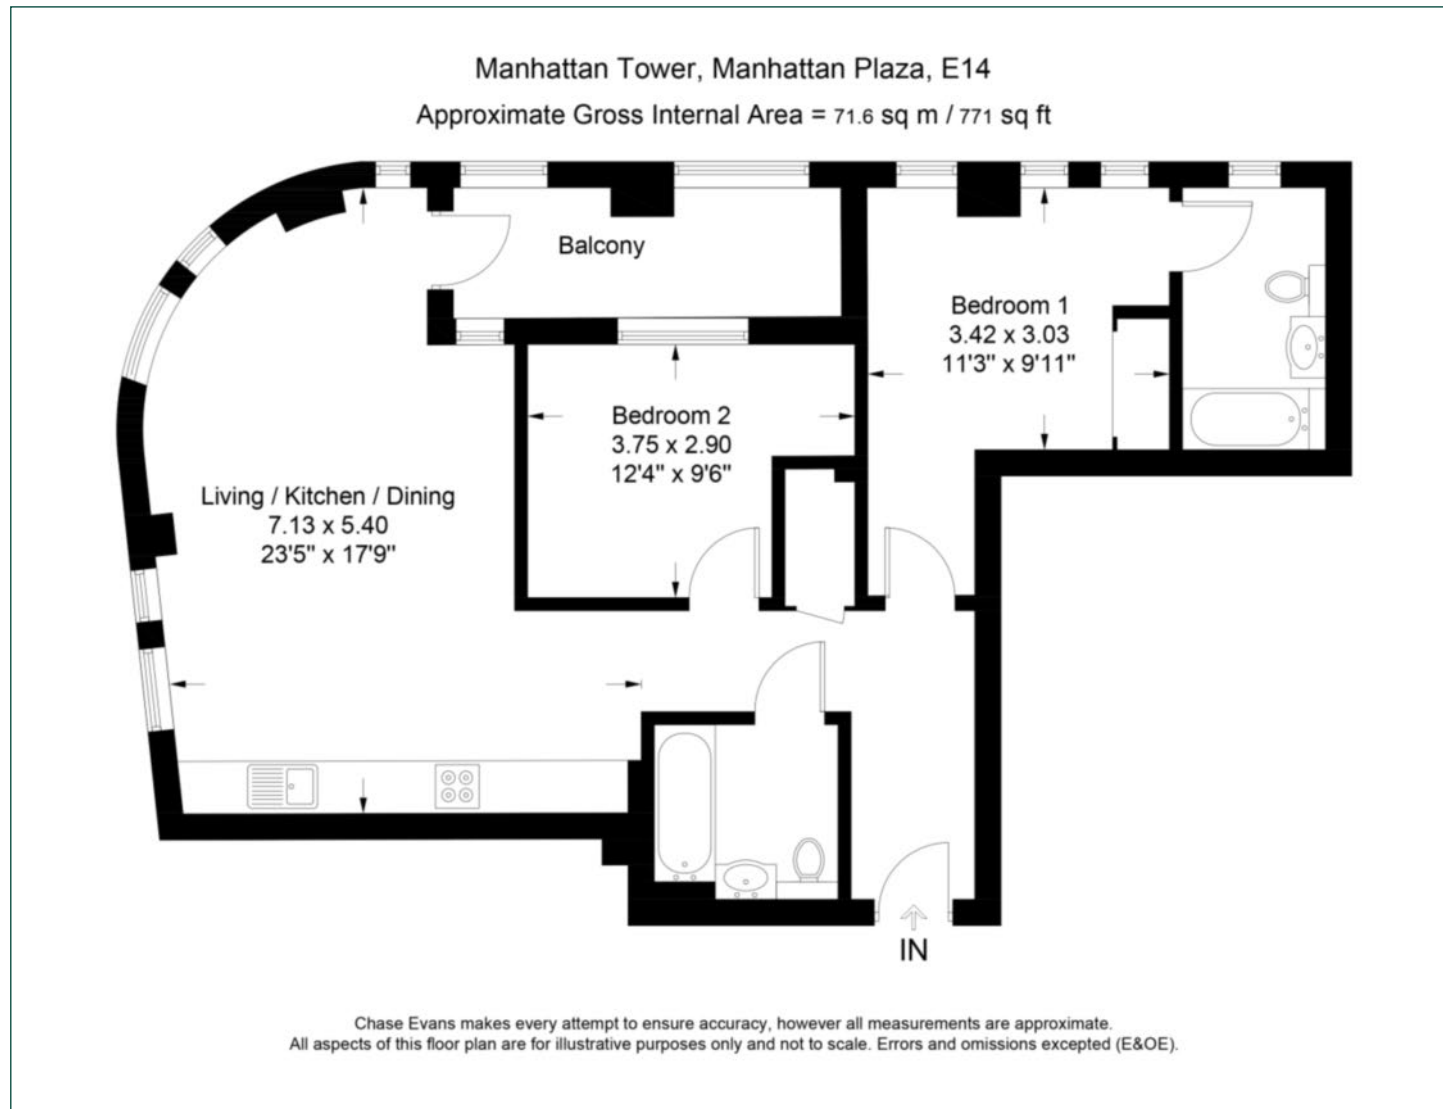 Manhattan Tower, Manhattan Plaza, E14
Approximate Gross Internal Area = 71.6 sq m / 771 sq ft
Balcony
Bedroom 1
3.42 x 3.03
11'3" x 9'11"
Bedroom 2
3.75 x 2.90
12'4" x 9'6"
Living / Kitchen / Dining
7.13 x 5.40
23'5" x 17'9"
IN
Chase Evans makes every attempt to ensure accuracy, however all measurements are approximate.
All aspects of this floor plan are for illustrative purposes only and not to scale. Errors and omissions excepted (E&OE).